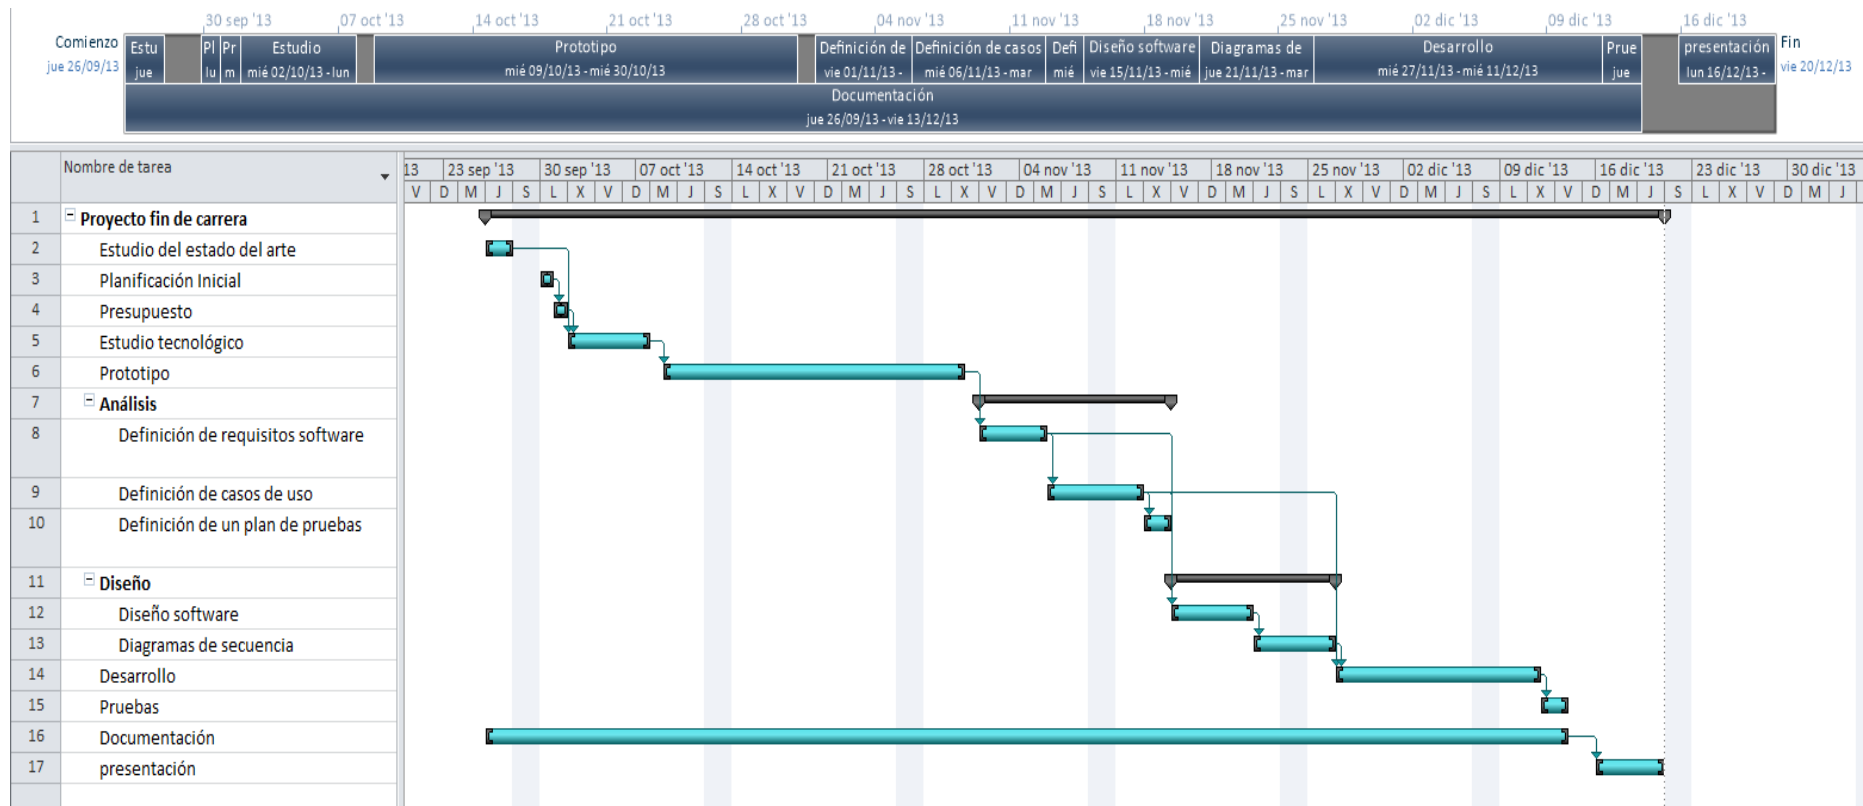 30 sep '13 07 oct '13 14 oct '13 21 oct '13 28 oct '13 04 nov '13 11 nov '13 18 nov '13 25 nov '13 02 dic '13 09 dic '13 16 dic '13
Comienzo Estu Pl Pr Estudio Prototipo Definición de Definición de casos Defi Diseño software Diagramas de Desarrollo Prue presentación Fin
jue 26/09/13 jue lu m mié 02/10/13 - lun mié 09/10/13 - mié 30/10/13 vie 01/11/13 - mié 06/11/13 - mar mié vie 15/11/13 - mié jue 21/11/13 - mar mié 27/11/13 - mié 11/12/13 jue lun 16/12/13 - vie 20/12/13
Documentación
jue 26/09/13 - vie 13/12/13
Nombre de tarea 13 23 sep '13 30 sep '13 07 oct '13 14 oct '13 21 oct '13 28 oct '13 04 nov '13 11 nov '13 18 nov '13 25 nov '13 02 dic '13 09 dic '13 16 dic '13 23 dic '13 30 dic '13
V D M J S L X V D M J S L X V D M J S L X V D M J S L X V D M J S L X V D M J S L X V D M J S L X V D M J
1 Proyecto fin de carrera
2 Estudio del estado del arte
3 Planificación Inicial
4 Presupuesto
5 Estudio tecnológico
6 Prototipo
7 Análisis
8 Definición de requisitos software
9 Definición de casos de uso
10 Definición de un plan de pruebas
11 Diseño
12 Diseño software
13 Diagramas de secuencia
14 Desarrollo
15 Pruebas
16 Documentación
17 presentación